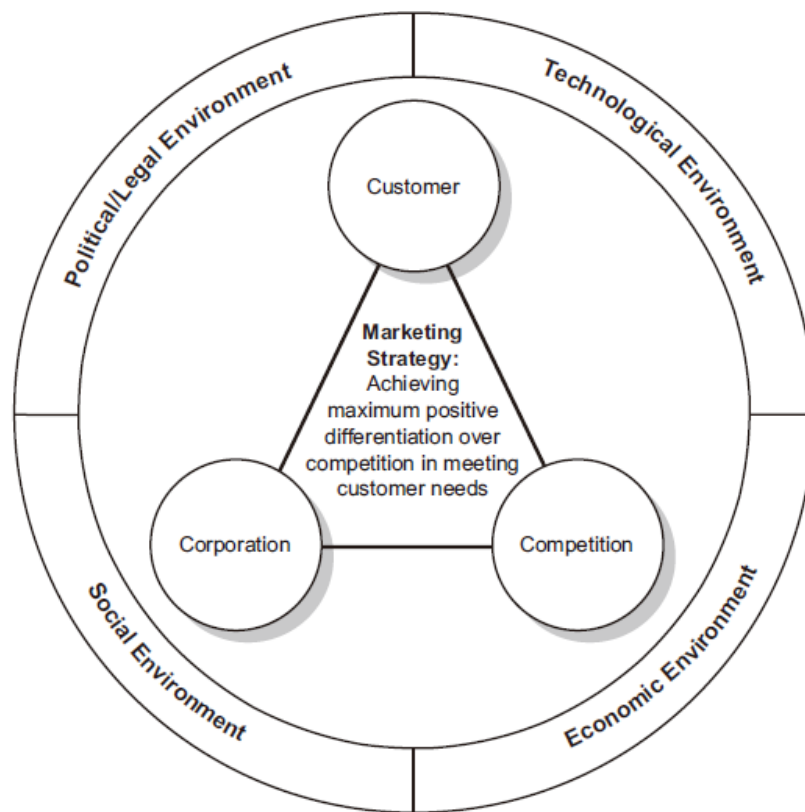 Political/Legal Environment
Technological Environment
Customer
Marketing
Strategy:
Achieving
maximum positive
differentiation over
competition in meeting
customer needs
Corporation
Competition
Social Environment
Economic Environment